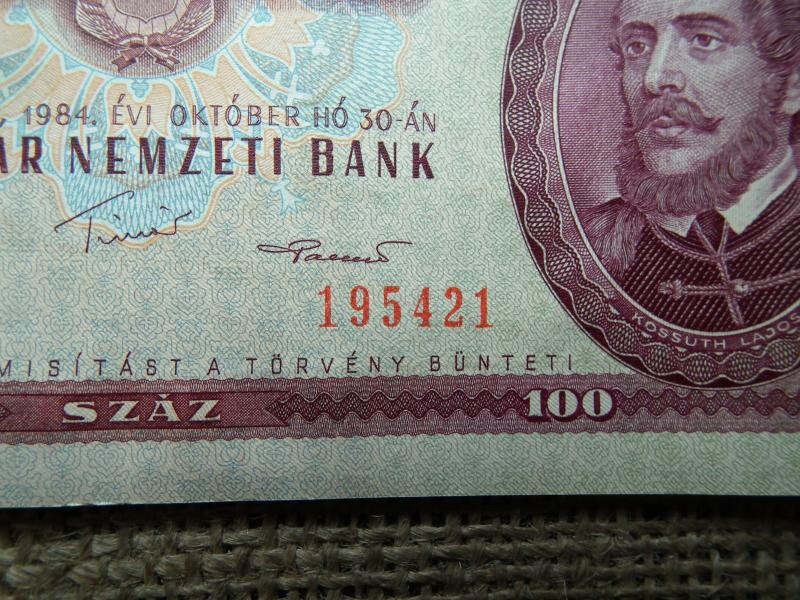 1984. ÉVI OKTÓBER HÓ 30-ÁN
ÁR NEMZETI BANK
195421
KOSSUTH LAJOS
MISÍTÁST A TÖRVÉNY BÜNTETI
SZÁZ
100